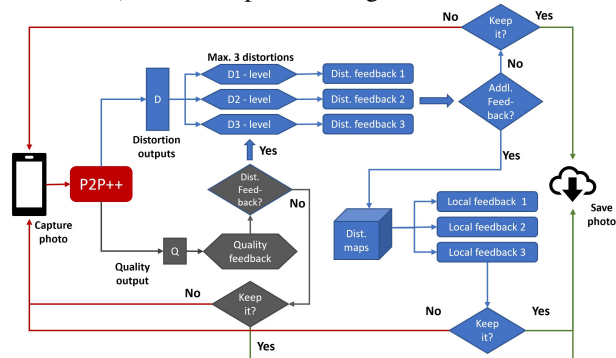 No
Keep
it?
Yes
Max. 3 distortions
No
D1 - level
Dist. feedback 1
D
D2 - level
Dist. feedback 2
Addl.
Feed-
back?
D3 - level
Dist. feedback 3
Distortion
outputs
Yes
Yes
P2P++
Dist.
Feed-
back?
No
Capture
photo
Save
photo
Dist.
maps
Local feedback 1
Local feedback 2
Local feedback 3
Q
Quality
feedback
Quality
output
No
Keep
it?
Yes
No
Keep
it?
Yes